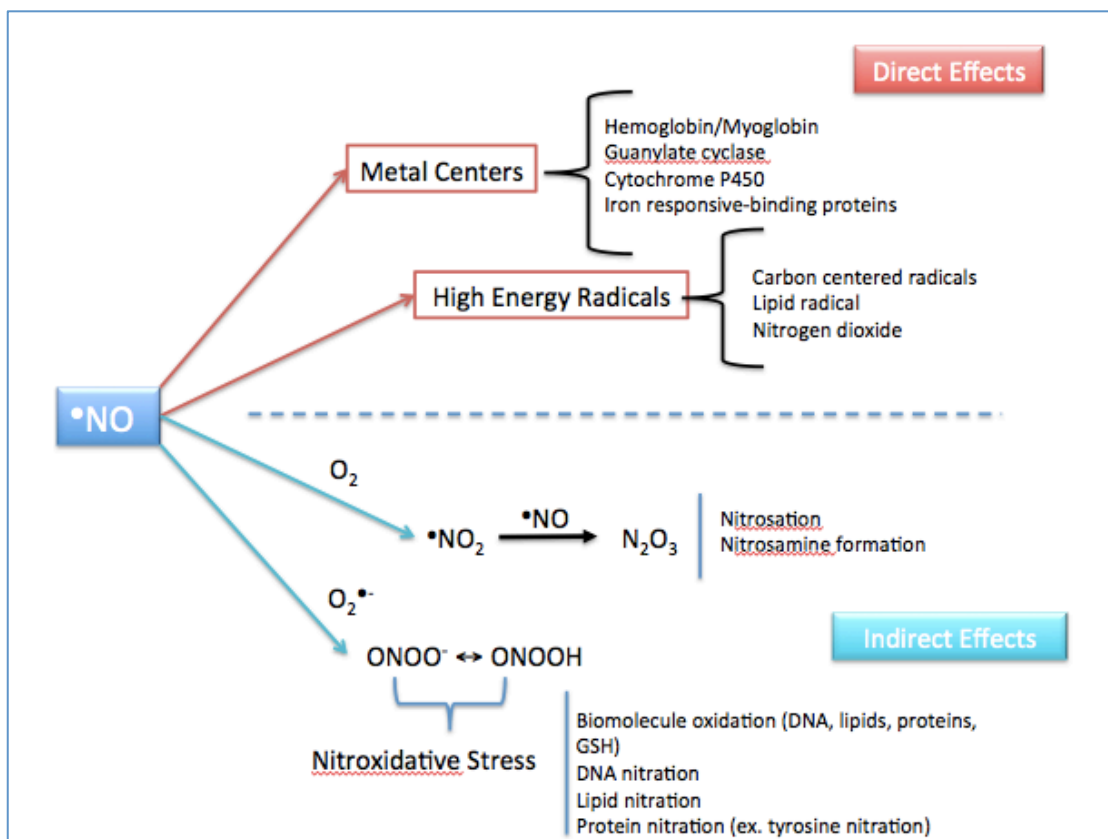 Direct Effects
Hemoglobin/Myoglobin
Guanylate cyclase
Metal Centers
Cytochrome P450
Iron responsive-binding proteins
High Energy Radicals
Carbon centered radicals
Lipid radical
Nitrogen dioxide
•NO
O₂
•NO₂
•NO
N₂O₃
Nitrosation
Nitrosamine formation
O₂•-
Indirect Effects
ONOO⁻ ↔ ONOOH
Nitroxidative Stress
Biomolecule oxidation (DNA, lipids, proteins,
GSH)
DNA nitration
Lipid nitration
Protein nitration (ex. tyrosine nitration)